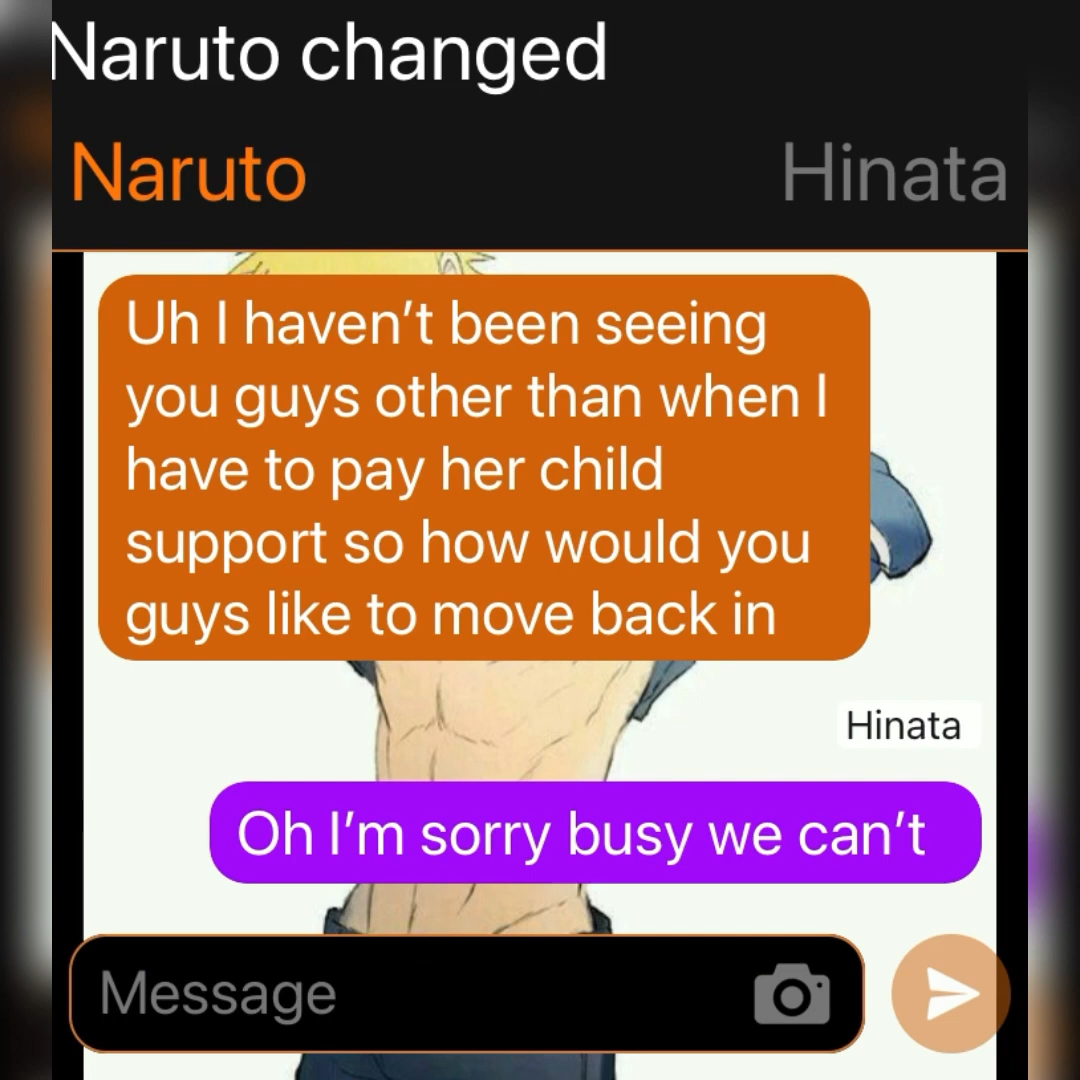 Naruto changed
Naruto Hinata
Uh I haven’t been seeing
you guys other than when I
have to pay her child
support so how would you
guys like to move back in
Hinata
Oh I’m sorry busy we can’t
Message